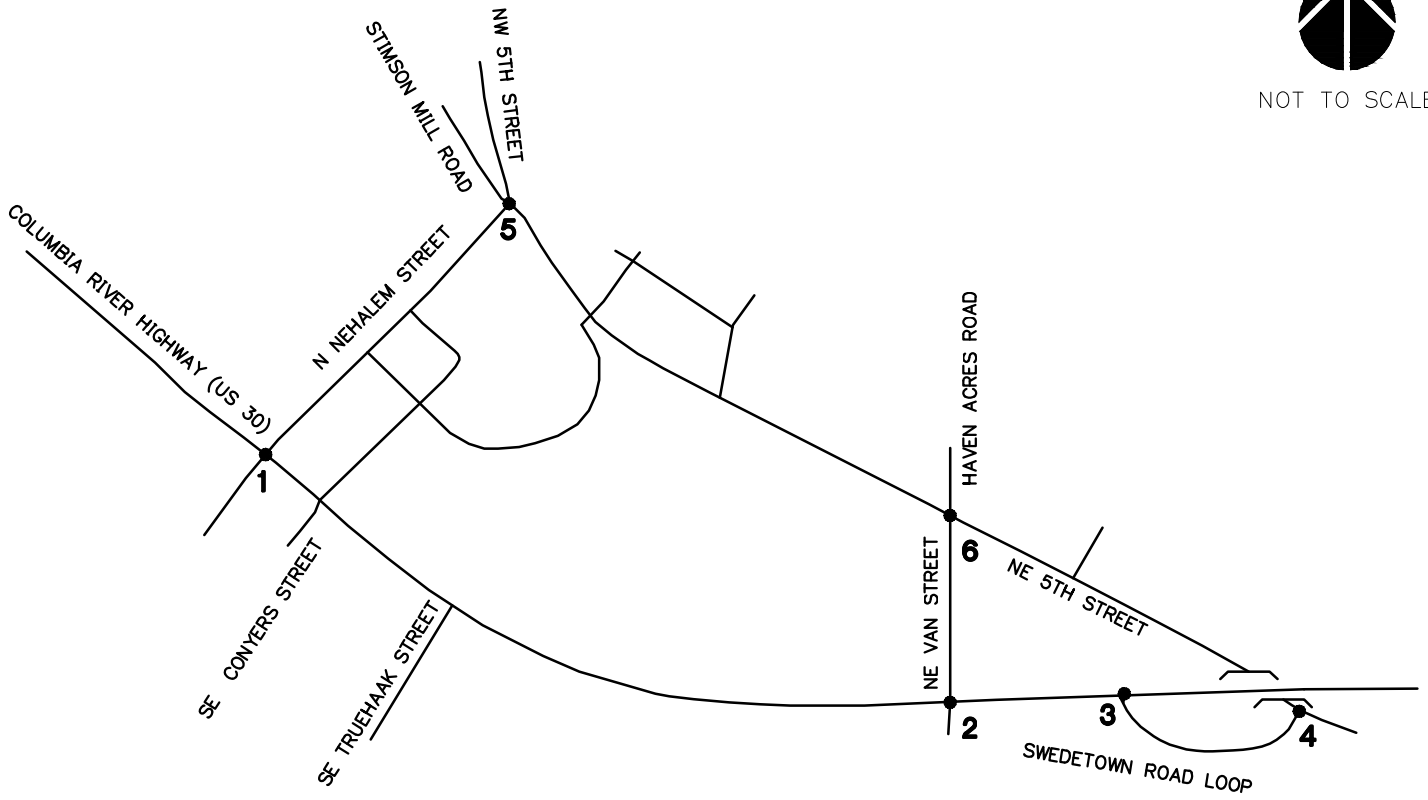 NW 5TH STREET
STIMSON MILL ROAD
NOT TO SCALE
COLUMBIA RIVER HIGHWAY (US 30)
5
N NEHALEM STREET
HAVEN ACRES ROAD
1
6
NE VAN STREET
NE 5TH STREET
SE CONYERS STREET
SE TRUEHAAK STREET
2
3
4
SWEDETOWN ROAD LOOP